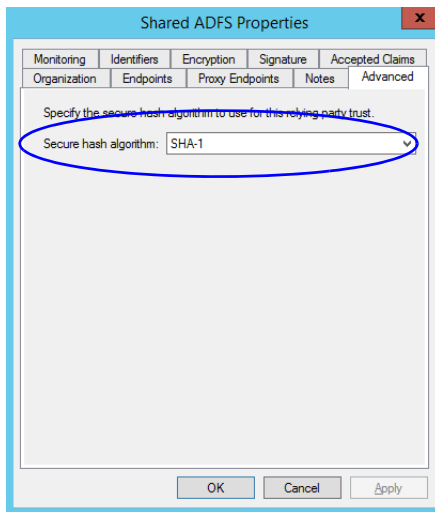 Shared ADFS Properties
x
Monitoring Identifiers Encryption Signature Accepted Claims
Organization Endpoints Proxy Endpoints Notes Advanced
Specify the secure hash algorithm to use for this relying party trust.
Secure hash algorithm: SHA-1
OK Cancel Apply